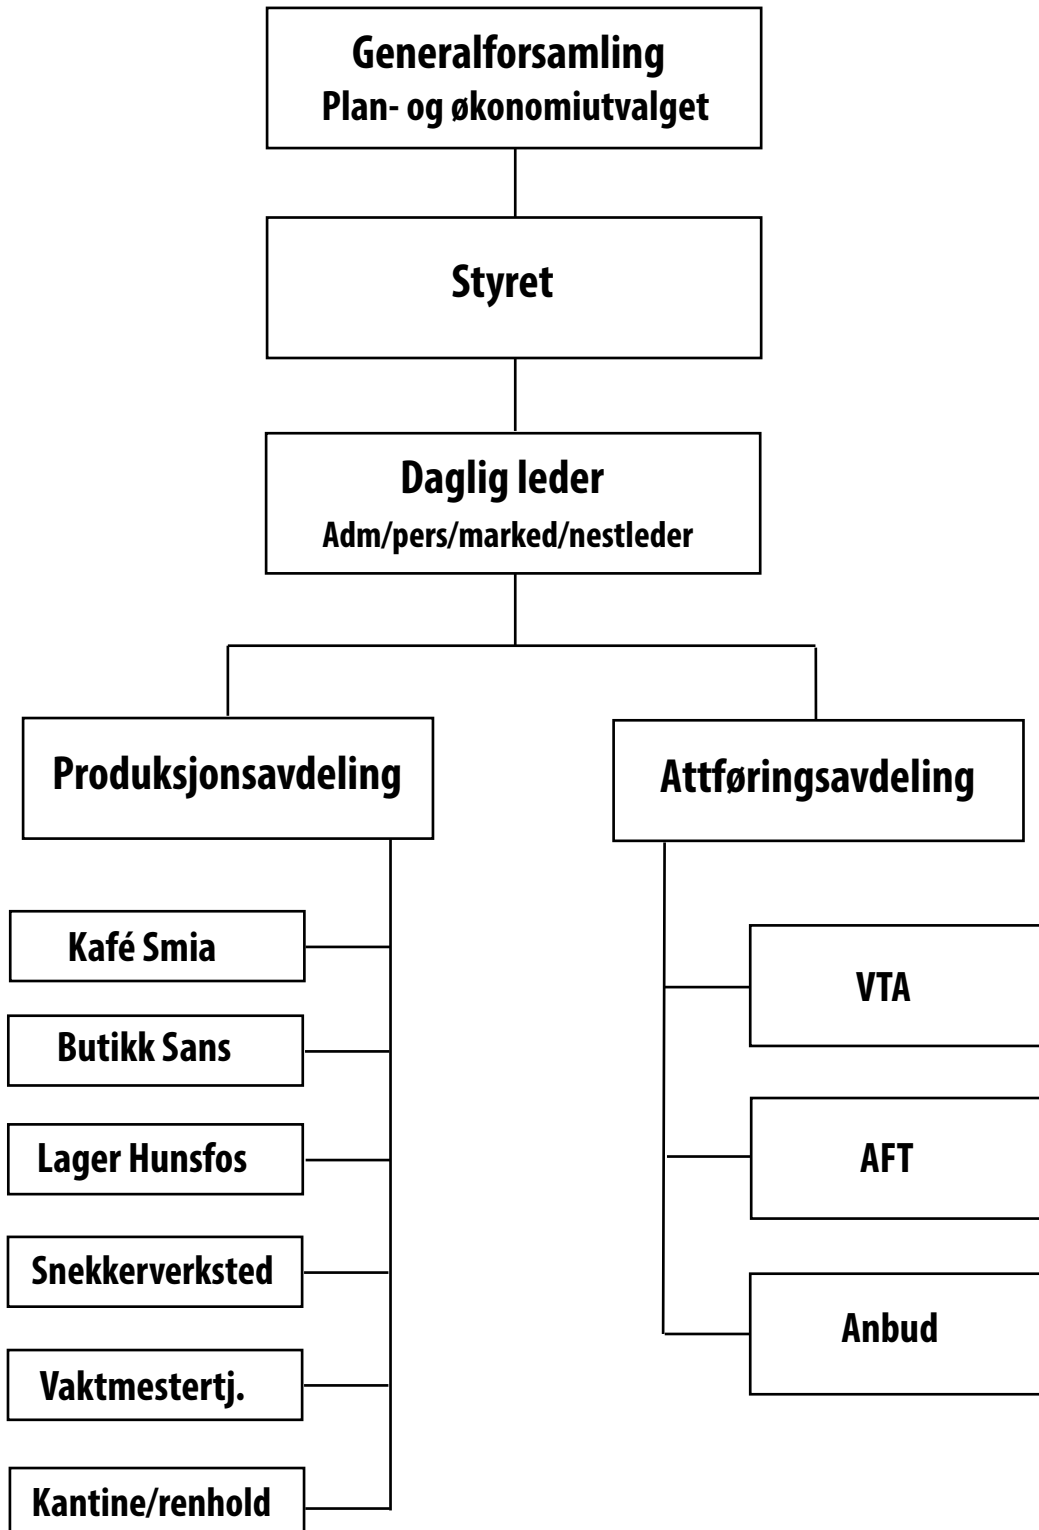 Generalforsamling
Plan- og økonomiutvalget
Styret
Daglig leder
Adm/pers/marked/nestleder
Produksjonsavdeling
Kafé Smia
Butikk Sans
Lager Hunsfos
Snekkerverksted
Vaktmestertj.
Kantine/renhold
Attføringsavdeling
VTA
AFT
Anbud